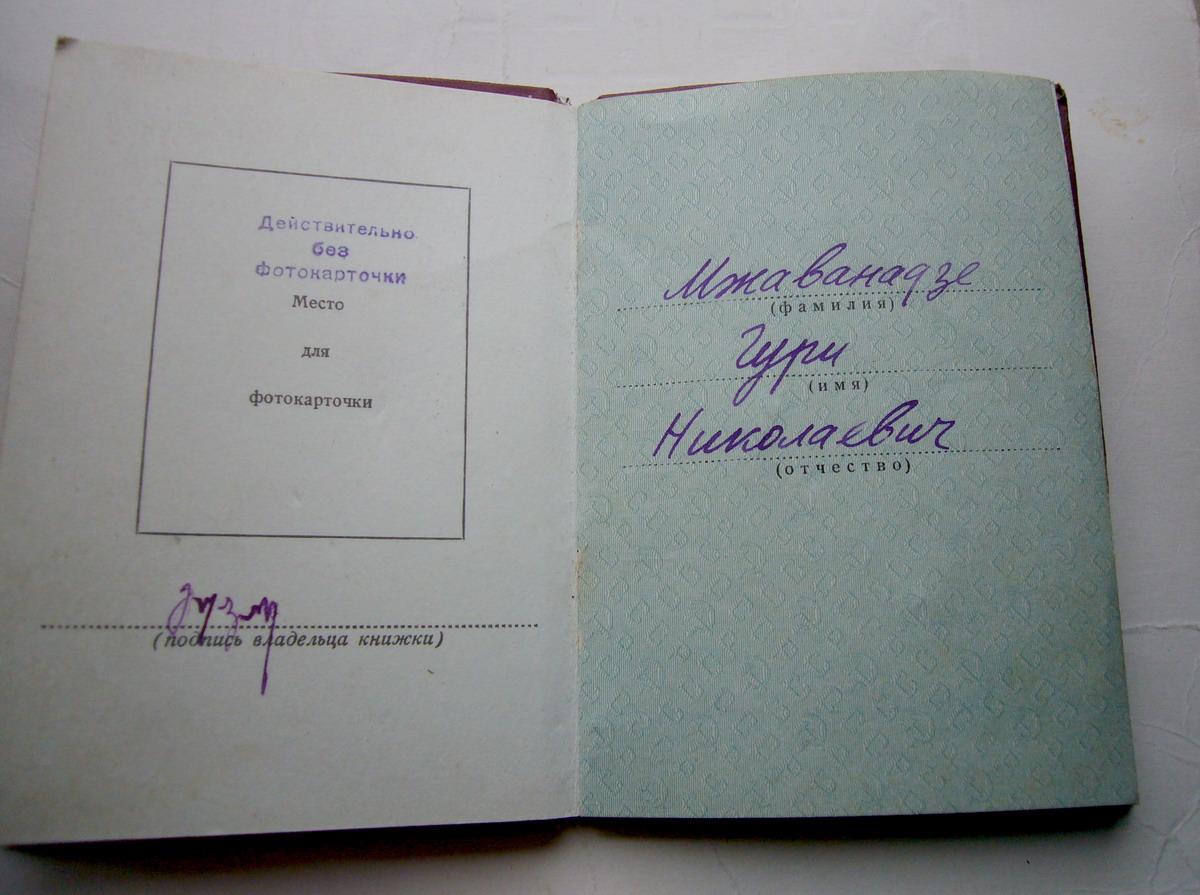 Действительно
без
фотокарточки
Место
для
фотокарточки
(подпись владельца книжки)
Мжаванадзе
(фамилия)
Гури
(имя)
Николаевич
(отчество)